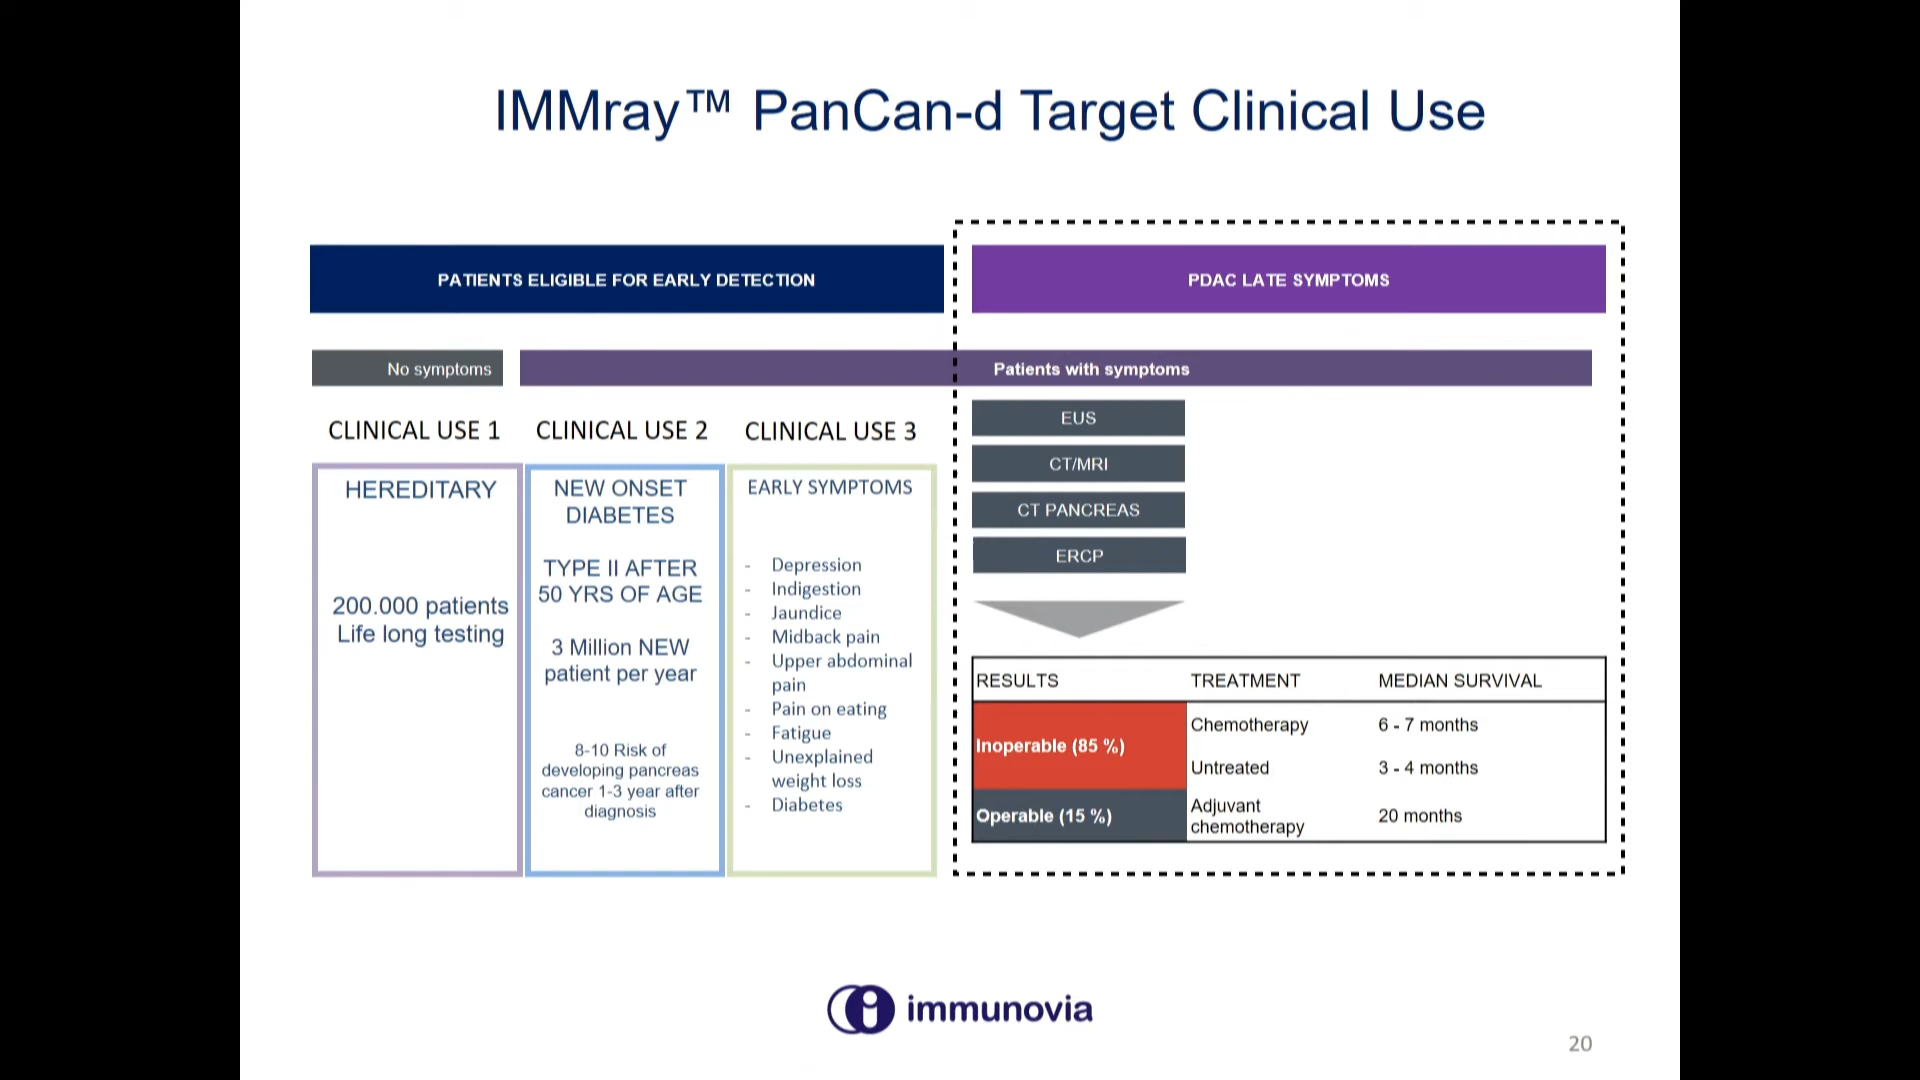 IMMray™ PanCan-d Target Clinical Use
PATIENTS ELIGIBLE FOR EARLY DETECTION
PDAC LATE SYMPTOMS
No symptoms
Patients with symptoms
CLINICAL USE 1
CLINICAL USE 2
CLINICAL USE 3
HEREDITARY
200.000 patients
Life long testing
NEW ONSET
DIABETES
TYPE II AFTER
50 YRS OF AGE
3 Million NEW
patient per year
8-10 Risk of
developing pancreas
cancer 1-3 year after
diagnosis
EARLY SYMPTOMS
- Depression
- Indigestion
- Jaundice
- Midback pain
- Upper abdominal
pain
- Pain on eating
- Fatigue
- Unexplained
weight loss
- Diabetes
EUS
CT/MRI
CT PANCREAS
ERCP
RESULTS TREATMENT MEDIAN SURVIVAL
Inoperable (85 %)
Chemotherapy 6 - 7 months
Untreated 3 - 4 months
Operable (15 %)
Adjuvant
chemotherapy
20 months
immunovia
20